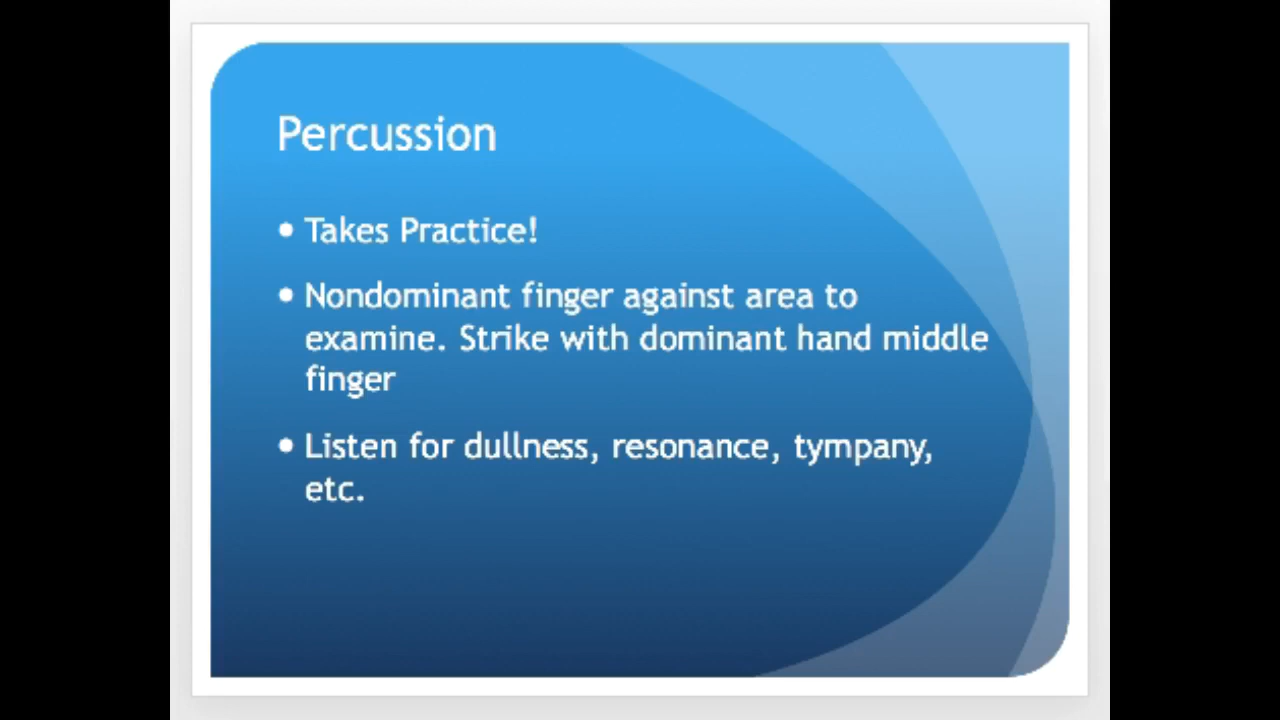 Percussion
• Takes Practice!
• Nondominant finger against area to
examine. Strike with dominant hand middle
finger
• Listen for dullness, resonance, tympany,
etc.